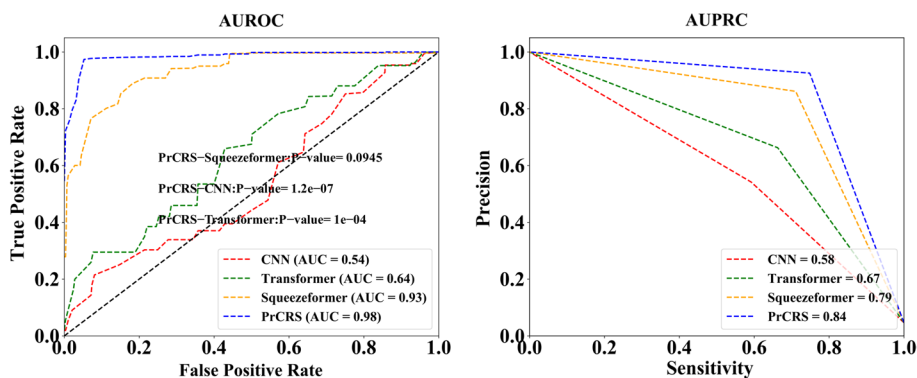 AUROC
True Positive Rate
1.0
0.8
0.6
0.4
0.2
0.0
PrCRS−Squeezeformer:P−value= 0.0945
PrCRS−CNN:P−value= 1.2e−07
PrCRS−Transformer:P−value= 1e−04
CNN (AUC = 0.54)
Transformer (AUC = 0.64)
Squeezeformer (AUC = 0.93)
PrCRS (AUC = 0.98)
0.0 0.2 0.4 0.6 0.8 1.0
False Positive Rate
AUPRC
Precision
1.0
0.8
0.6
0.4
0.2
0.0
CNN = 0.58
Transformer = 0.67
Squeezeformer = 0.79
PrCRS = 0.84
0.0 0.2 0.4 0.6 0.8 1.0
Sensitivity